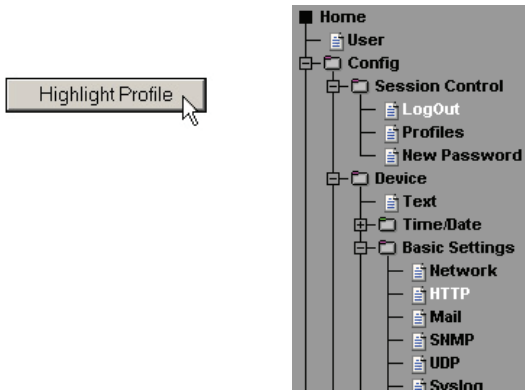 Highlight Profile
Home
User
Config
Session Control
LogOut
Profiles
New Password
Device
Text
Time/Date
Basic Settings
Network
HTTP
Mail
SNMP
UDP
Syslog